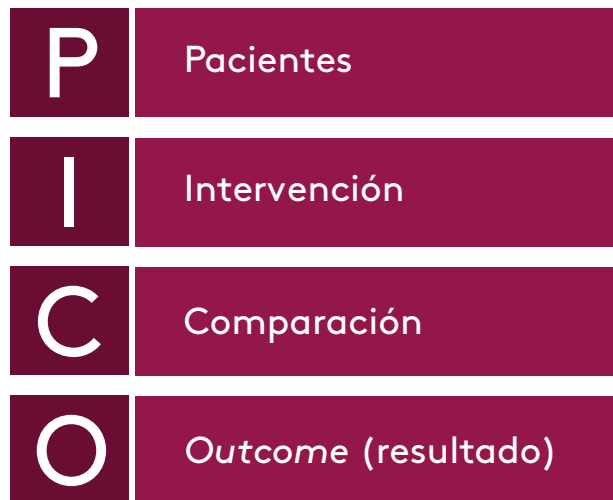 P Pacientes
I Intervención
C Comparación
O Outcome (resultado)